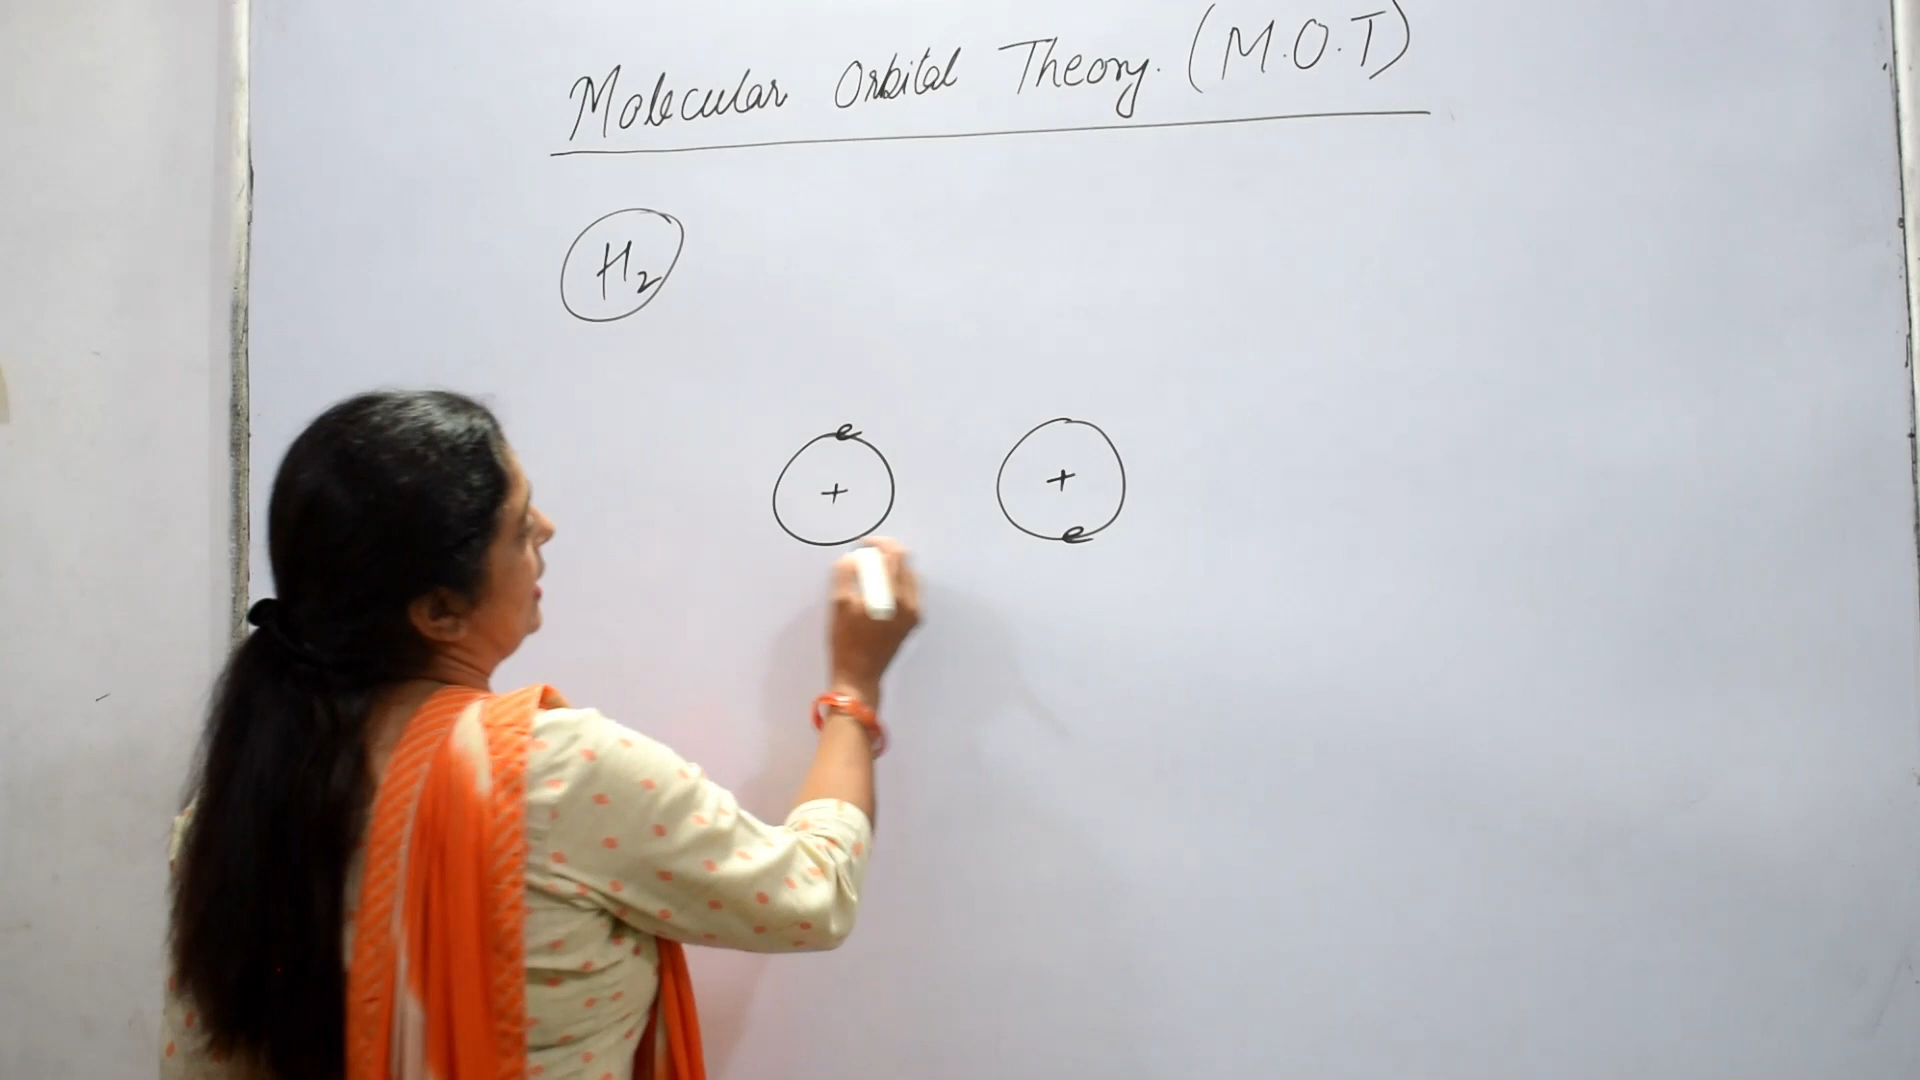 Molecular Orbital Theory. (M.O.T)
H₂
e
+ +
e